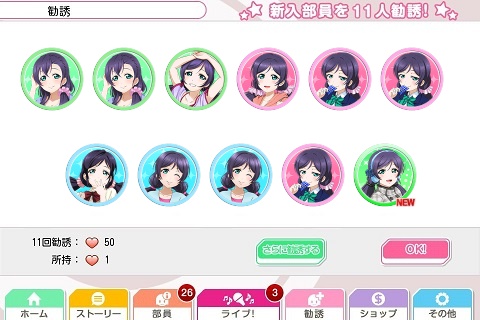 勧誘
新入部員を11人勧誘!
NEW
11回勧誘: 50
所持: 1
さらに勧誘する
OK!
26
3
ホーム
ストーリー
部員
ライブ!
勧誘
ショップ
その他